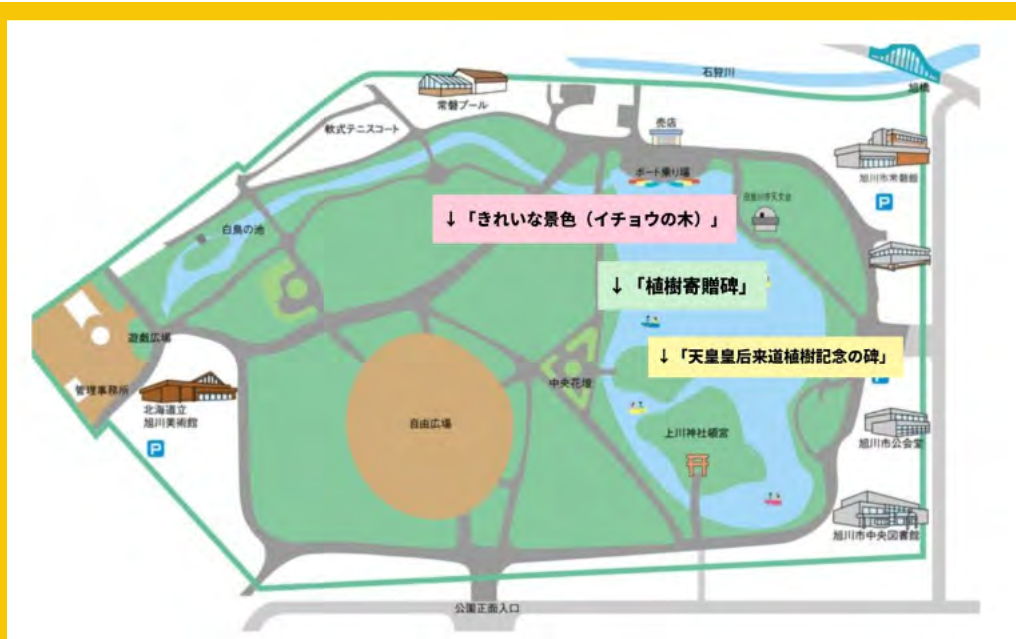 石狩川
旭橋
常磐プール
売店
軟式テニスコート
ボート乗り場
旭川市常磐館
P
↓「きれいな景色（イチョウの木）」
白鳥の池
↓「植樹寄贈碑」
遊戯広場
↓「天皇皇后来道植樹記念の碑」
管理事務所
中央花壇
北海道立
旭川美術館
自由広場
上川神社頓宮
旭川市公会堂
P
旭川市中央図書館
公園正面入口